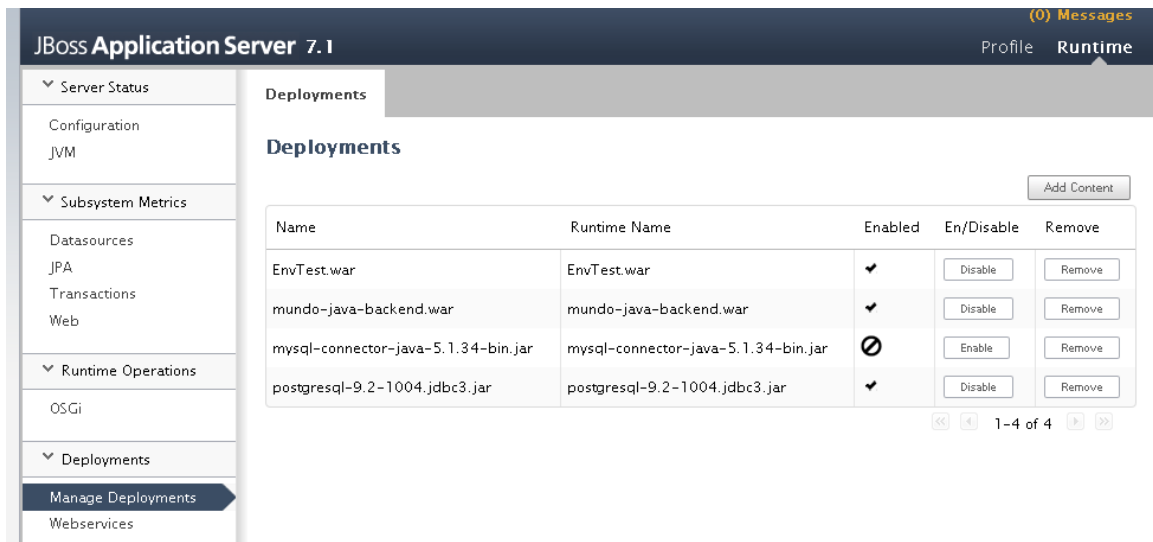 (0) Messages
JBoss Application Server 7.1
Profile Runtime
Server Status
Configuration
JVM
Subsystem Metrics
Datasources
JPA
Transactions
Web
Runtime Operations
OSGi
Deployments
Manage Deployments
Webservices
Deployments
Deployments
Add Content
Name Runtime Name Enabled En/Disable Remove
EnvTest.war EnvTest.war Disable Remove
mundo-java-backend.war mundo-java-backend.war Disable Remove
mysql-connector-java-5.1.34-bin.jar mysql-connector-java-5.1.34-bin.jar Enable Remove
postgresql-9.2-1004.jdbc3.jar postgresql-9.2-1004.jdbc3.jar Disable Remove
1-4 of 4